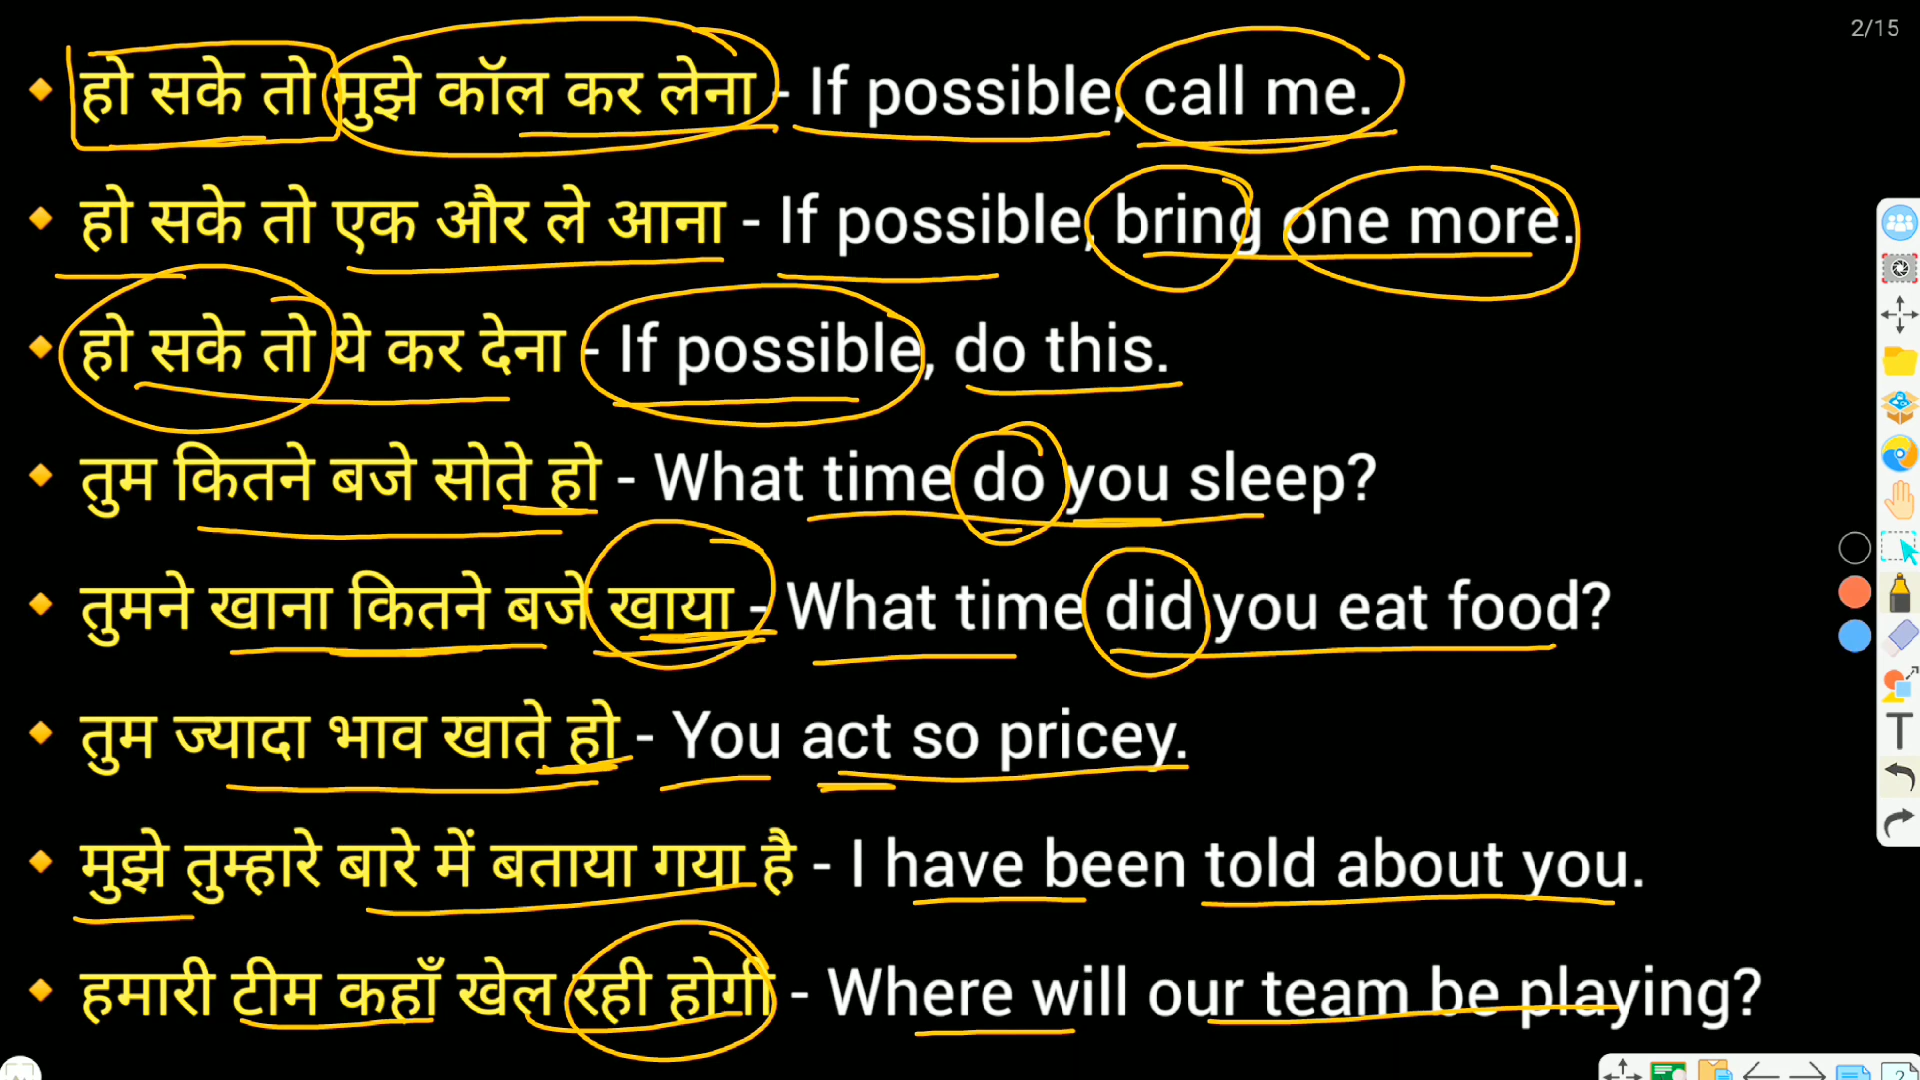 2/15
हो सके तो मुझे कॉल कर लेना - If possible, call me.
हो सके तो एक और ले आना - If possible, bring one more.
हो सके तो ये कर देना - If possible, do this.
तुम कितने बजे सोते हो - What time do you sleep?
तुमने खाना कितने बजे खाया - What time did you eat food?
तुम ज्यादा भाव खाते हो - You act so pricey.
मुझे तुम्हारे बारे में बताया गया है - I have been told about you.
हमारी टीम कहाँ खेल रही होगी - Where will our team be playing?
T
2